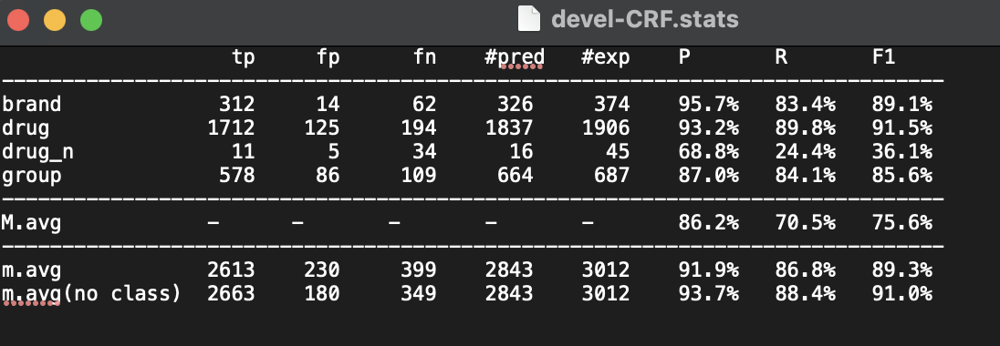 devel-CRF.stats
tp fp fn #pred #exp P R F1
------------------------------------------------------------------------------
brand 312 14 62 326 374 95.7% 83.4% 89.1%
drug 1712 125 194 1837 1906 93.2% 89.8% 91.5%
drug_n 11 5 34 16 45 68.8% 24.4% 36.1%
group 578 86 109 664 687 87.0% 84.1% 85.6%
------------------------------------------------------------------------------
M.avg - - - - - 86.2% 70.5% 75.6%
------------------------------------------------------------------------------
m.avg 2613 230 399 2843 3012 91.9% 86.8% 89.3%
m.avg(no class) 2663 180 349 2843 3012 93.7% 88.4% 91.0%